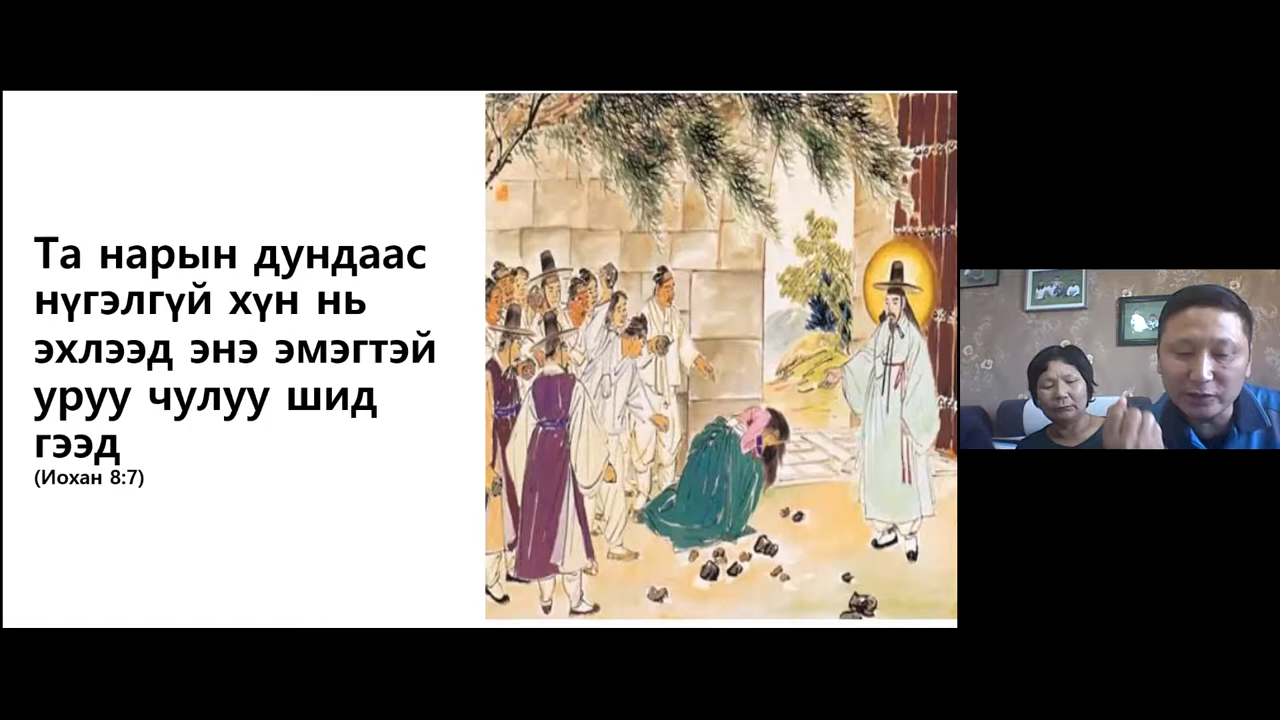 Та нарын дундаас
нүгэлгүй хүн нь
эхлээд энэ эмэгтэй
уруу чулуу шид
гээд
(Иохан 8:7)